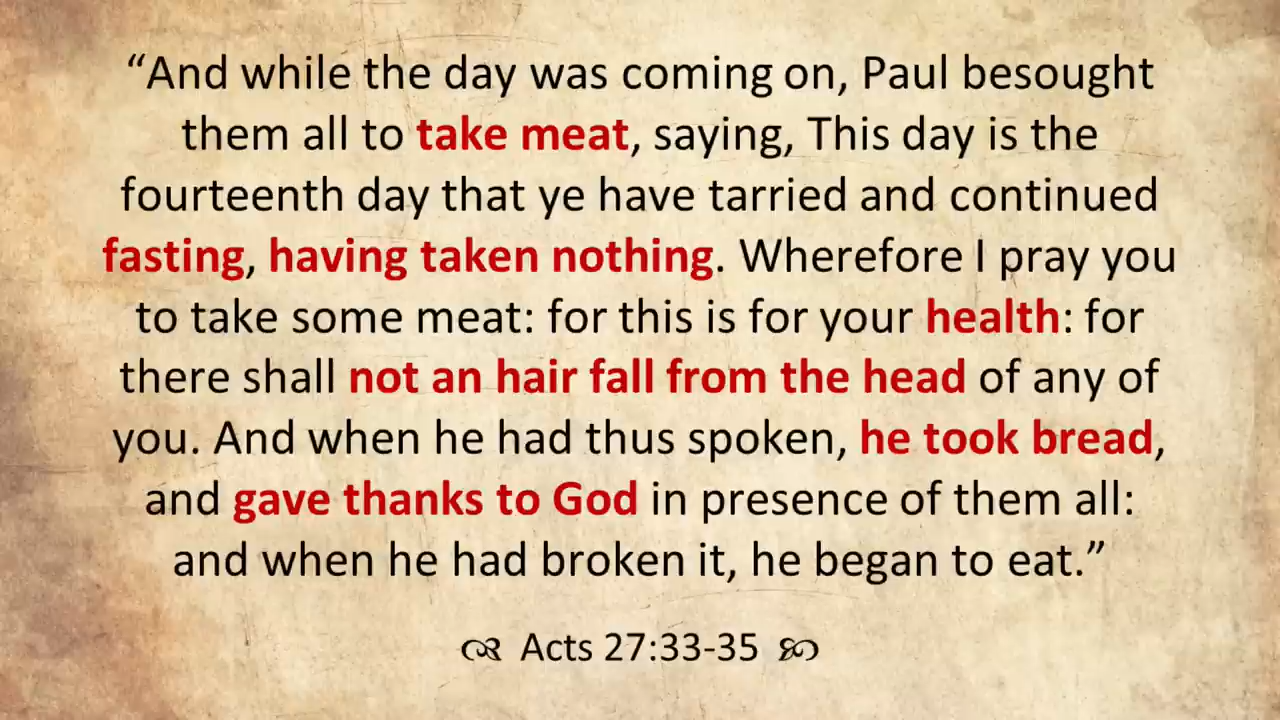 “And while the day was coming on, Paul besought
them all to take meat, saying, This day is the
fourteenth day that ye have tarried and continued
fasting, having taken nothing. Wherefore I pray you
to take some meat: for this is for your health: for
there shall not an hair fall from the head of any of
you. And when he had thus spoken, he took bread,
and gave thanks to God in presence of them all:
and when he had broken it, he began to eat.”
Acts 27:33-35